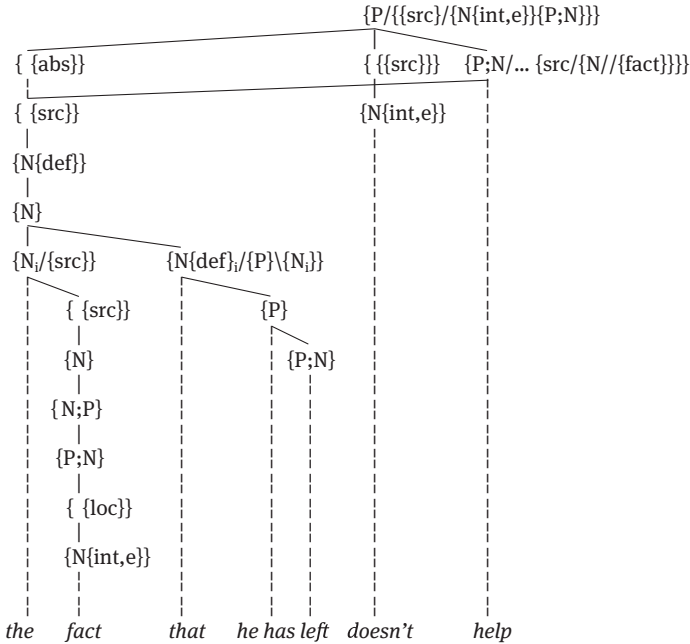 {P/{{src}/{N{int,e}}{P;N}}}
{ {abs}} { {{src}}} {P;N/... {src/{N//{fact}}}}
{ {src}} {N{int,e}}
{N{def}}
{N}
{Nᵢ/{src}} {N{def}ᵢ/{P}\{Nᵢ}}
{ {src}} {P}
{N} {P;N}
{ N;P}
{P;N}
{ {loc}}
{N{int,e}}
the fact that he has left doesn't help